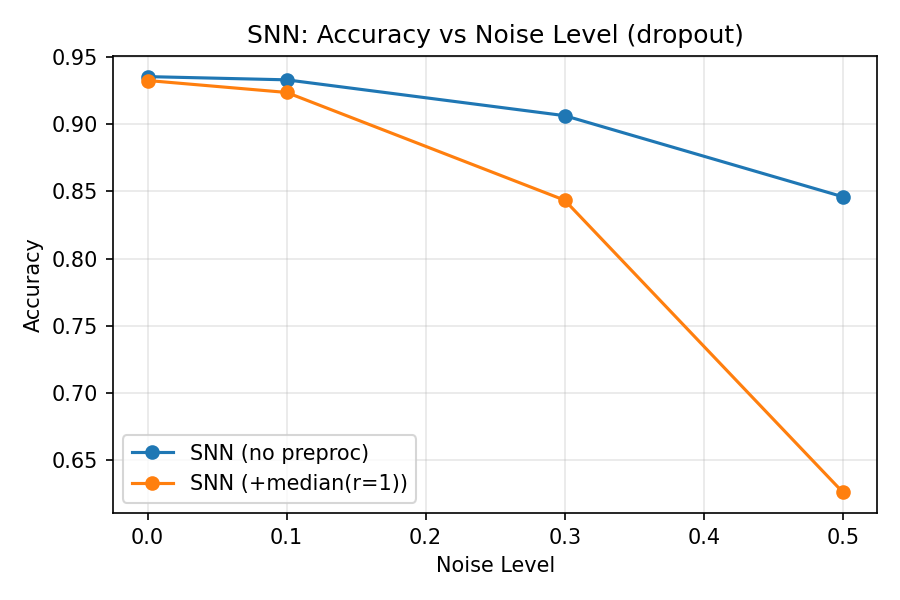 SNN: Accuracy vs Noise Level (dropout)
Accuracy
0.95
0.90
0.85
0.80
0.75
0.70
0.65
SNN (no preproc)
SNN (+median(r=1))
0.0 0.1 0.2 0.3 0.4 0.5
Noise Level